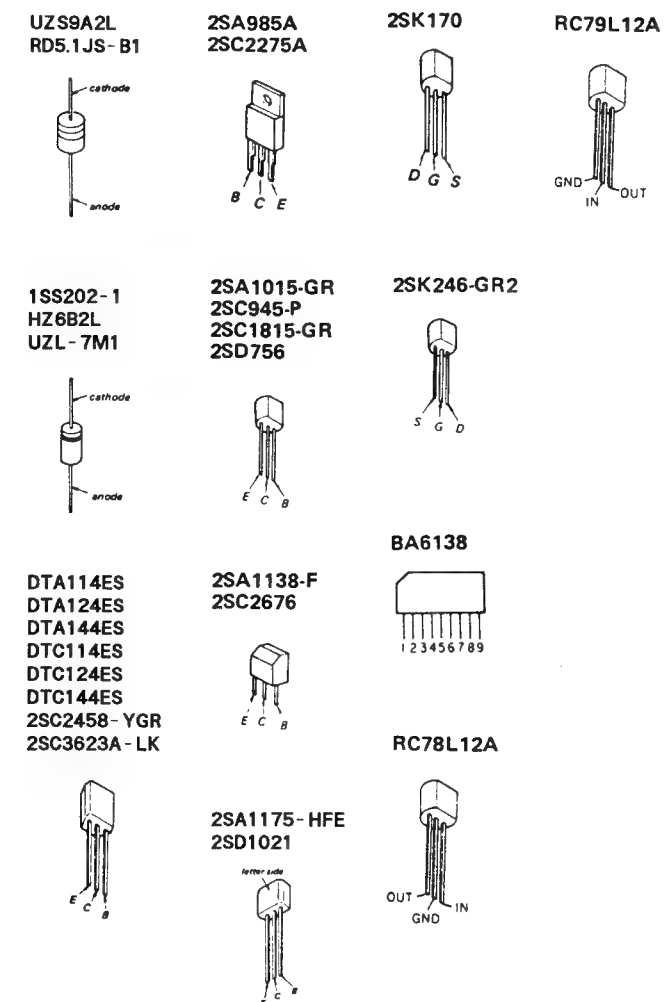 UZS9A2L
RD5.1JS-B1
cathode
anode
2SA985A
2SC2275A
B C E
2SK170
D G S
RC79L12A
GND
IN
OUT
1SS202-1
HZ6B2L
UZL-7M1
cathode
anode
2SA1015-GR
2SC945-P
2SC1815-GR
2SD756
E C B
2SK246-GR2
S G D
BA6138
123456789
DTA114ES
DTA124ES
DTA144ES
DTC114ES
DTC124ES
DTC144ES
2SC2458-YGR
2SC3623A-LK
E C B
2SA1138-F
2SC2676
E C B
RC78L12A
OUT
GND
IN
2SA1175-HFE
2SD1021
letter side
C